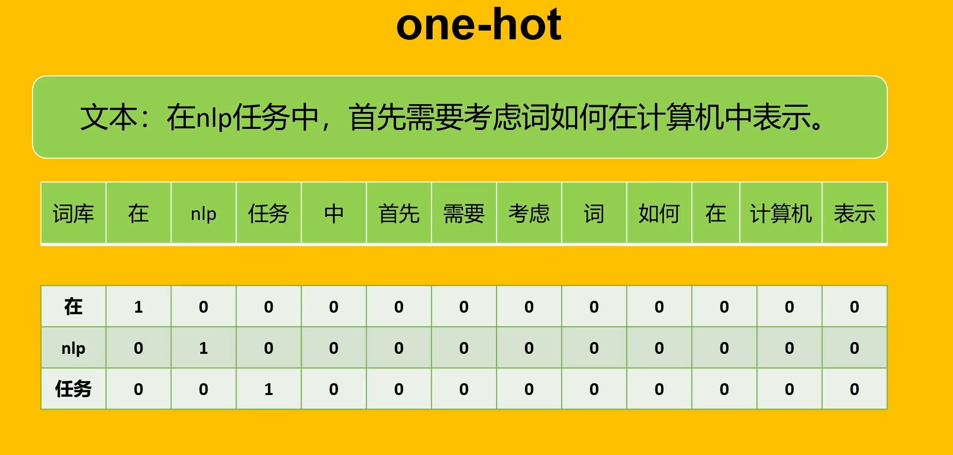 one-hot
文本：在nlp任务中，首先需要考虑词如何在计算机中表示。
词库 在 nlp 任务 中 首先 需要 考虑 词 如何 在 计算机 表示
在 1 0 0 0 0 0 0 0 0 0 0 0
nlp 0 1 0 0 0 0 0 0 0 0 0 0
任务 0 0 1 0 0 0 0 0 0 0 0 0